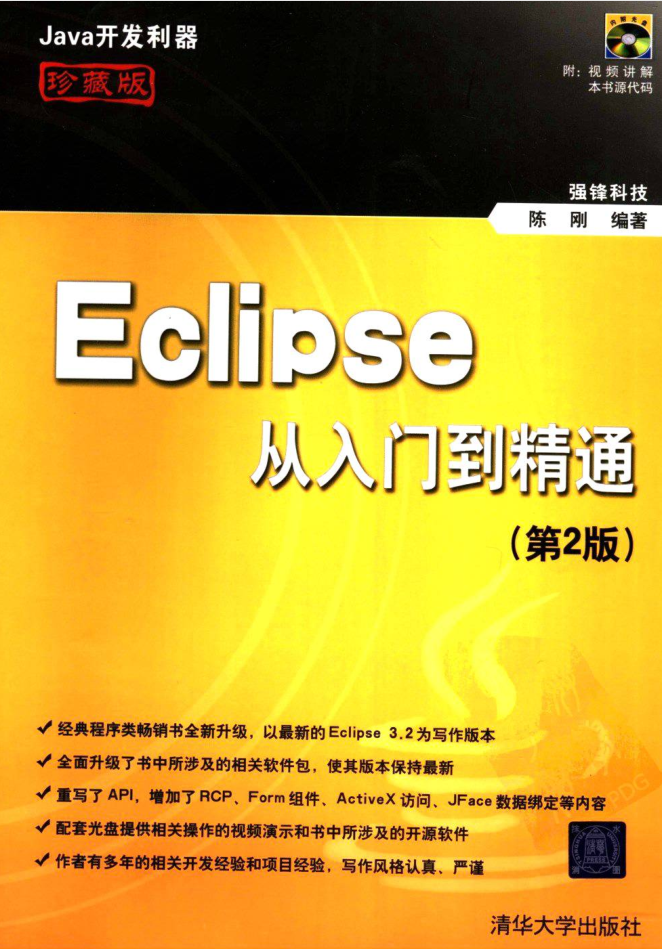 Java开发利器
珍藏版
内附光盘
附：视频讲解
本书源代码
强锋科技
陈 刚 编著
Eclipse
从入门到精通
（第2版）
经典程序类畅销书全新升级，以最新的Eclipse 3.2为写作版本
全面升级了书中所涉及的相关软件包，使其版本保持最新
重写了API，增加了RCP、Form组件、ActiveX访问、JFace数据绑定等内容
配套光盘提供相关操作的视频演示和书中所涉及的开源软件
作者有多年的相关开发经验和项目经验，写作风格认真、严谨
PDG
清华大学出版社